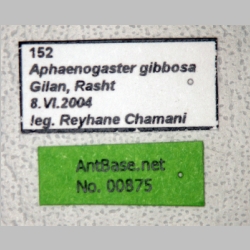 152
Aphaenogaster gibbosa
Gilan, Rasht
8.VI.2004
leg. Reyhane Chamani
AntBase.net
No. 00875